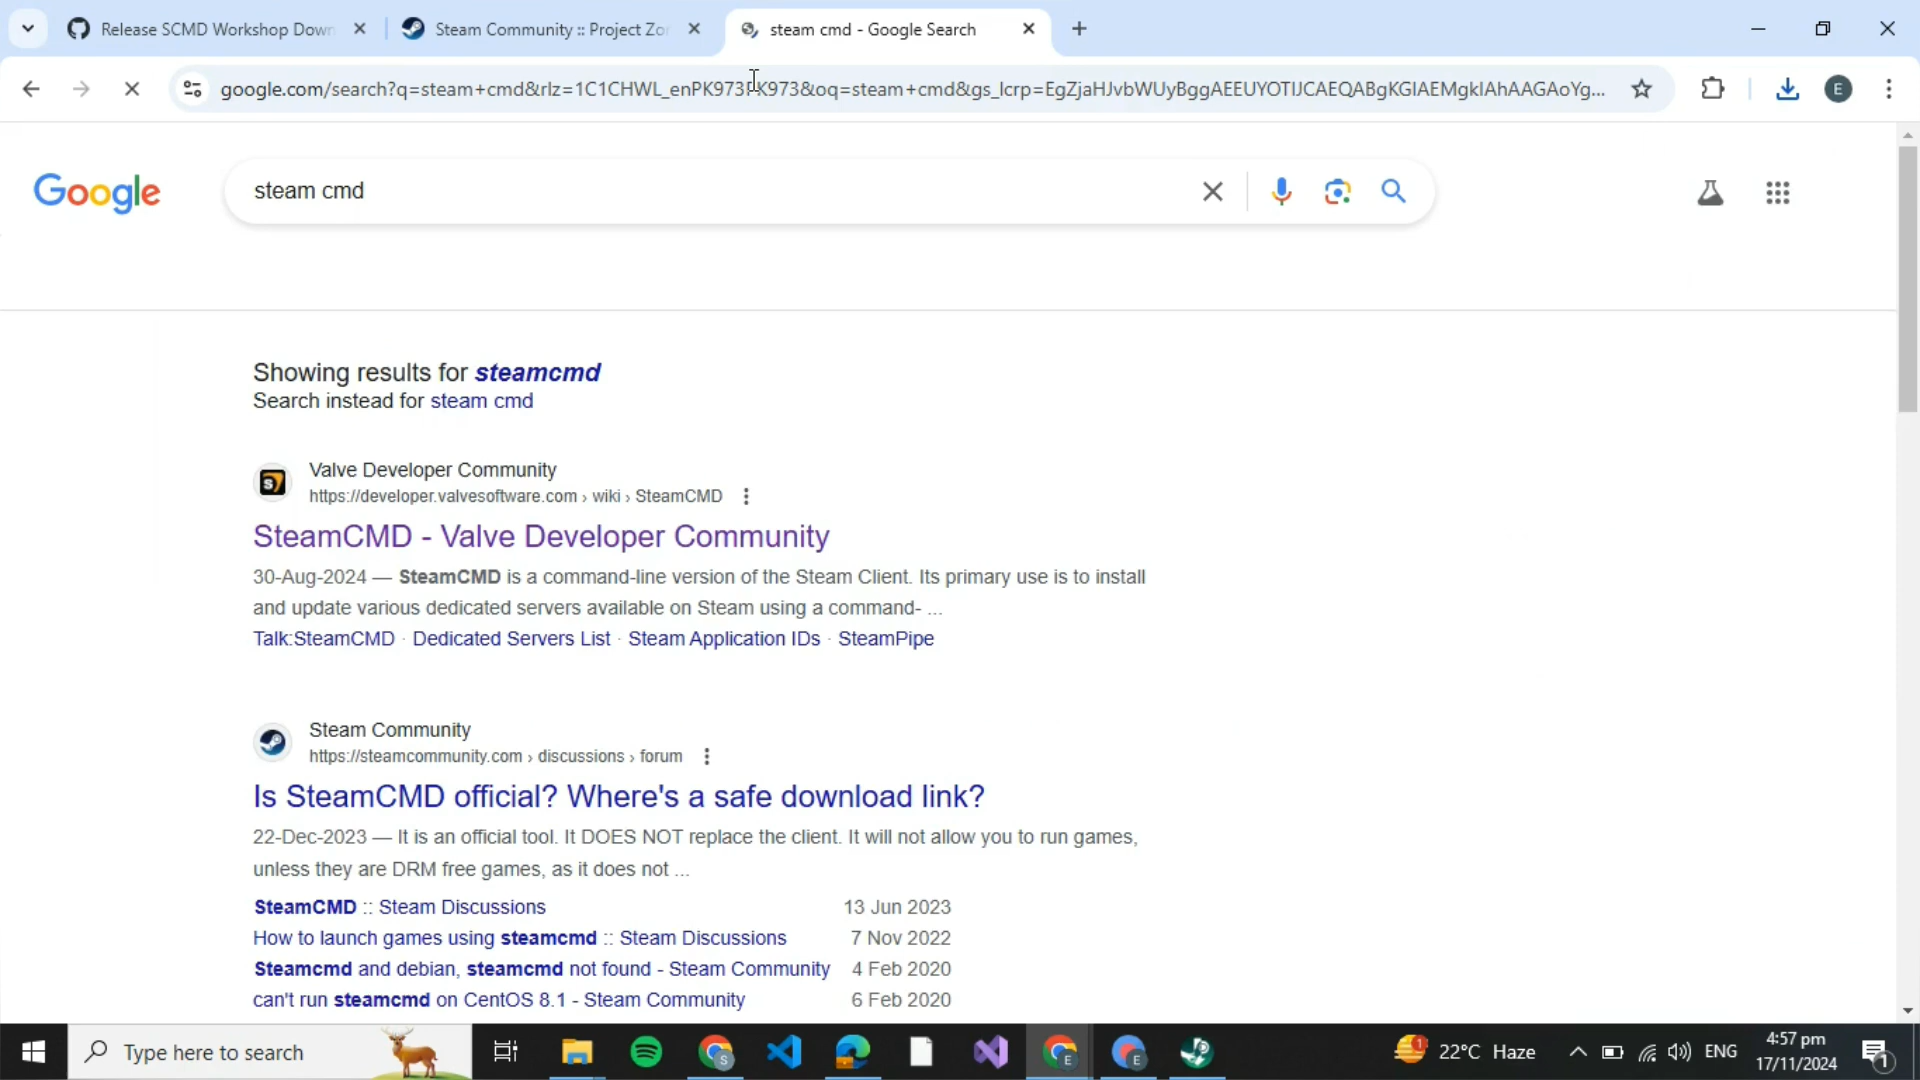 Release SCMD Workshop Down
Steam Community :: Project Zo
steam cmd - Google Search
google.com/search?q=steam+cmd&rlz=1C1CHWL_enPK973PK973&oq=steam+cmd&gs_lcrp=EgZjaHJvbWUyBggAEEUYOTIJCAEQABgKGIAEMgkIAhAAGAoYg...
E
Google
steam cmd
Showing results for steamcmd
Search instead for steam cmd
Valve Developer Community
https://developer.valvesoftware.com › wiki › SteamCMD
SteamCMD - Valve Developer Community
30-Aug-2024 — SteamCMD is a command-line version of the Steam Client. Its primary use is to install
and update various dedicated servers available on Steam using a command- ...
Talk:SteamCMD · Dedicated Servers List · Steam Application IDs · SteamPipe
Steam Community
https://steamcommunity.com › discussions › forum
Is SteamCMD official? Where's a safe download link?
22-Dec-2023 — It is an official tool. It DOES NOT replace the client. It will not allow you to run games,
unless they are DRM free games, as it does not ...
SteamCMD :: Steam Discussions 13 Jun 2023
How to launch games using steamcmd :: Steam Discussions 7 Nov 2022
Steamcmd and debian, steamcmd not found - Steam Community 4 Feb 2020
can't run steamcmd on CentOS 8.1 - Steam Community 6 Feb 2020
Type here to search
S
E
E
1
22°C Haze
ENG
4:57 pm
17/11/2024
1